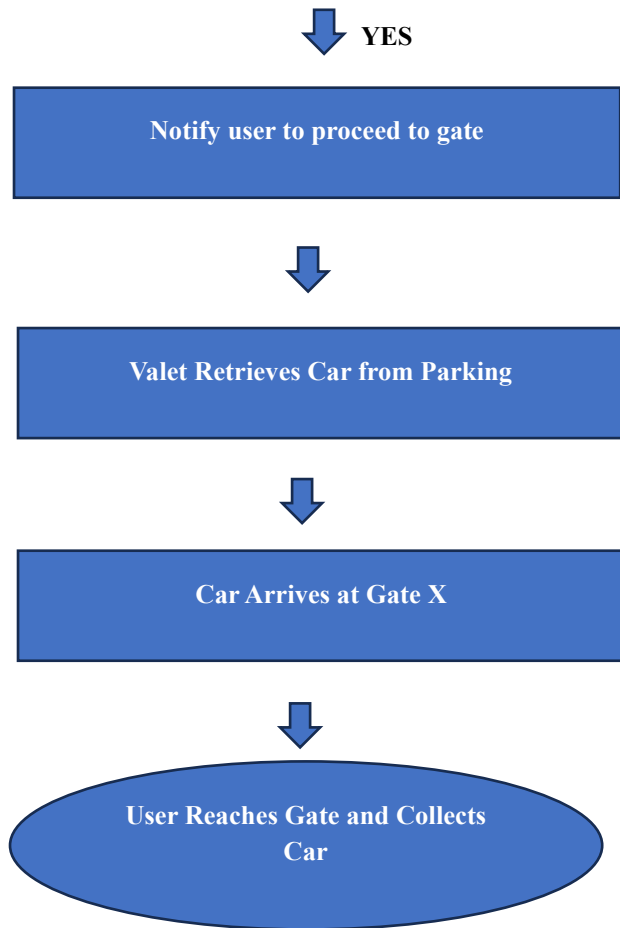 YES
Notify user to proceed to gate
Valet Retrieves Car from Parking
Car Arrives at Gate X
User Reaches Gate and Collects
Car